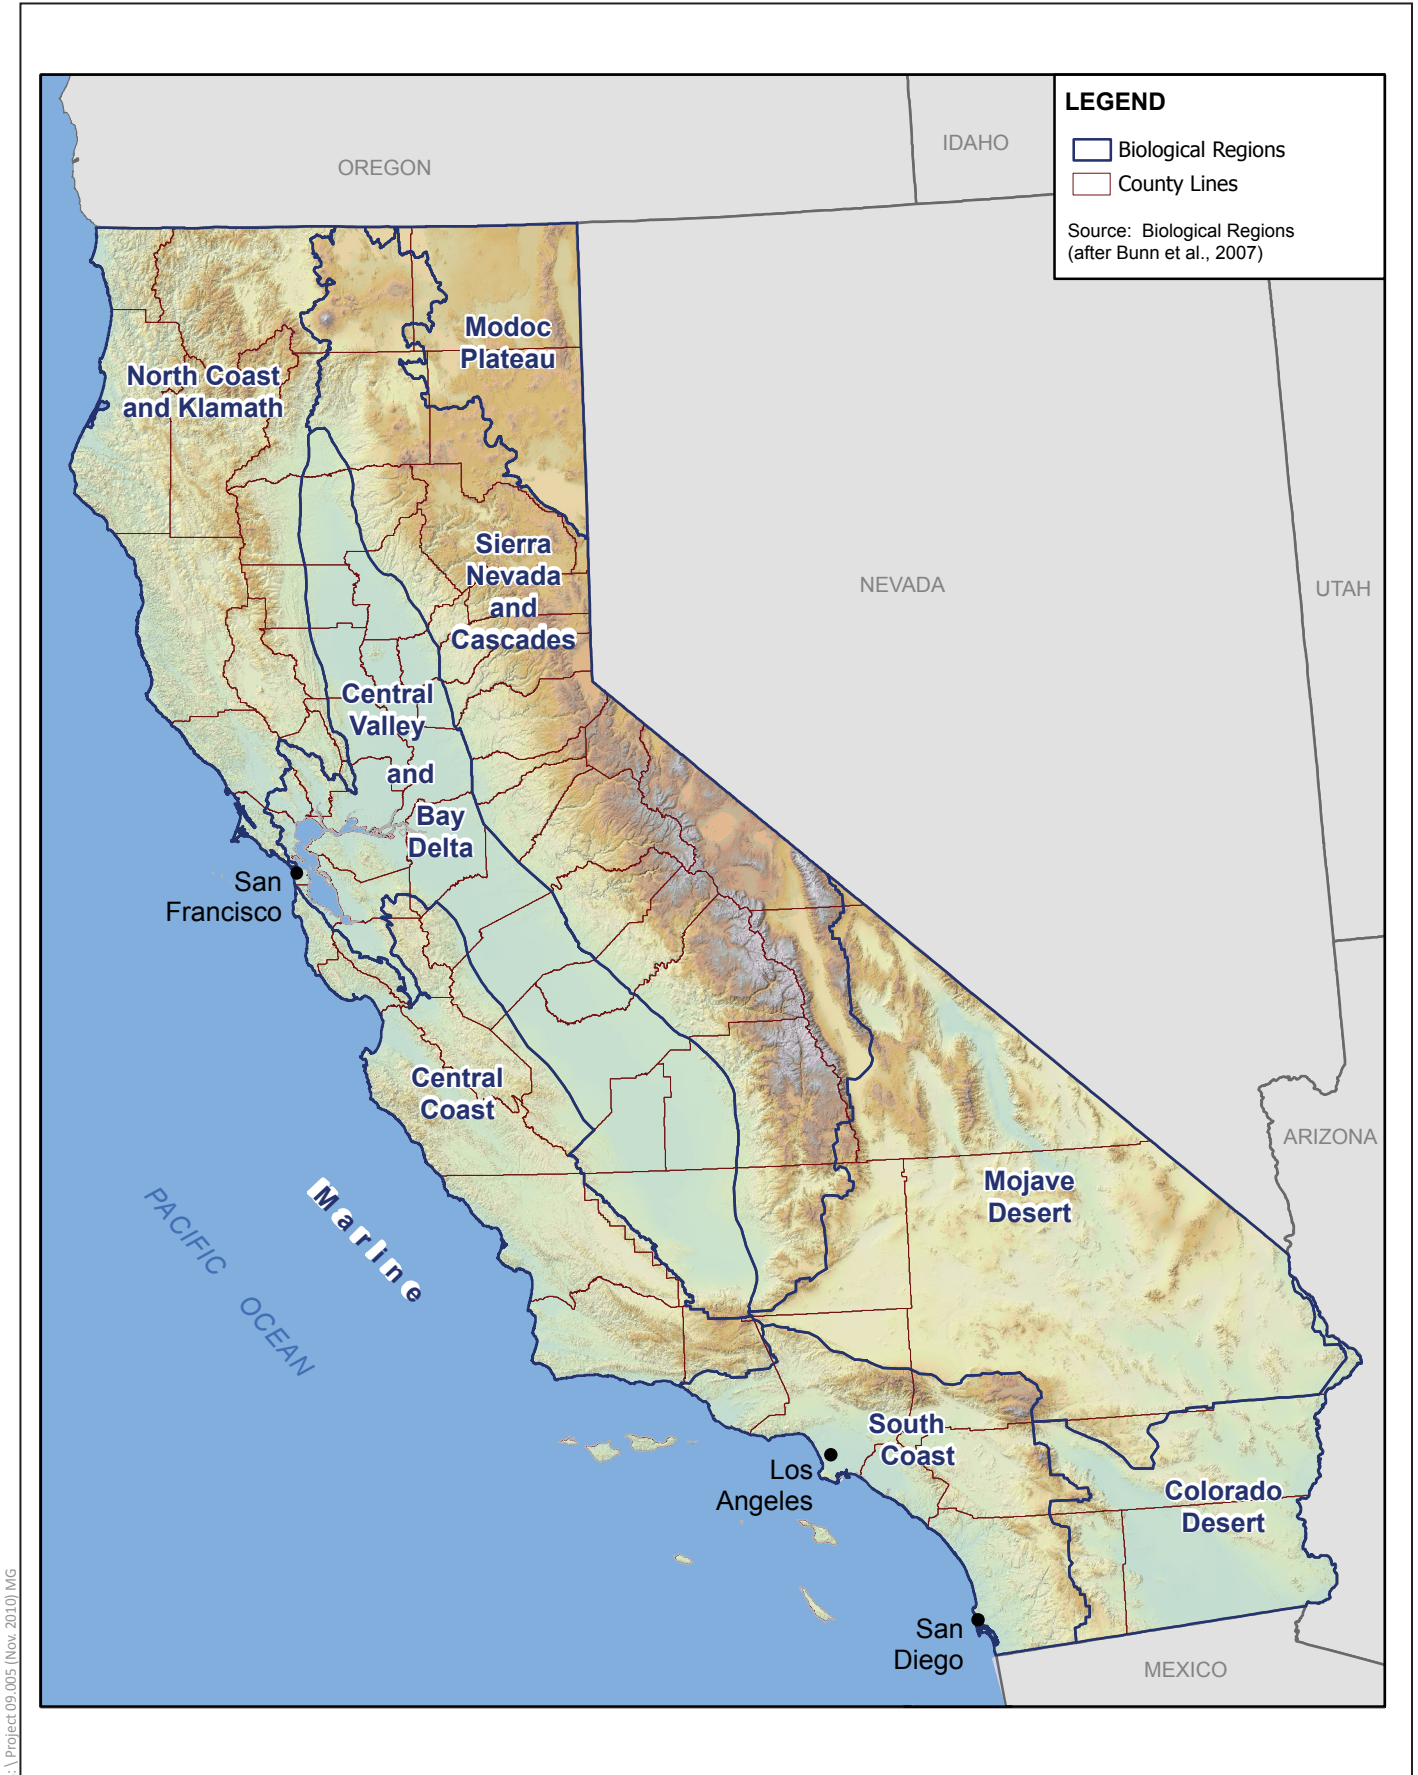 LEGEND
Biological Regions
County Lines
Source: Biological Regions
(after Bunn et al., 2007)
OREGON
IDAHO
Modoc
Plateau
North Coast
and Klamath
Sierra
Nevada
and
Cascades
NEVADA
UTAH
Central
Valley
and
Bay
Delta
San
Francisco
Central
Coast
ARIZONA
Mojave
Desert
Marine
PACIFIC
OCEAN
South
Coast
Los
Angeles
Colorado
Desert
San
Diego
MEXICO
:\ Project 09.005 (Nov. 2010) MG